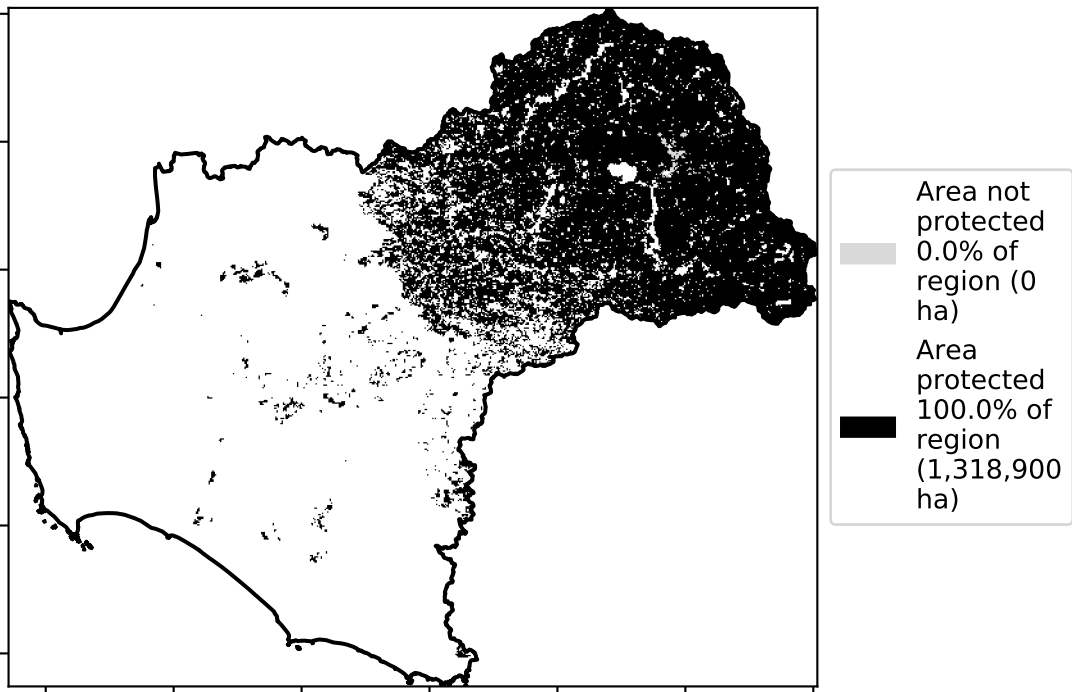 Area not
protected
0.0% of
region (0
ha)
Area
protected
100.0% of
region
(1,318,900
ha)